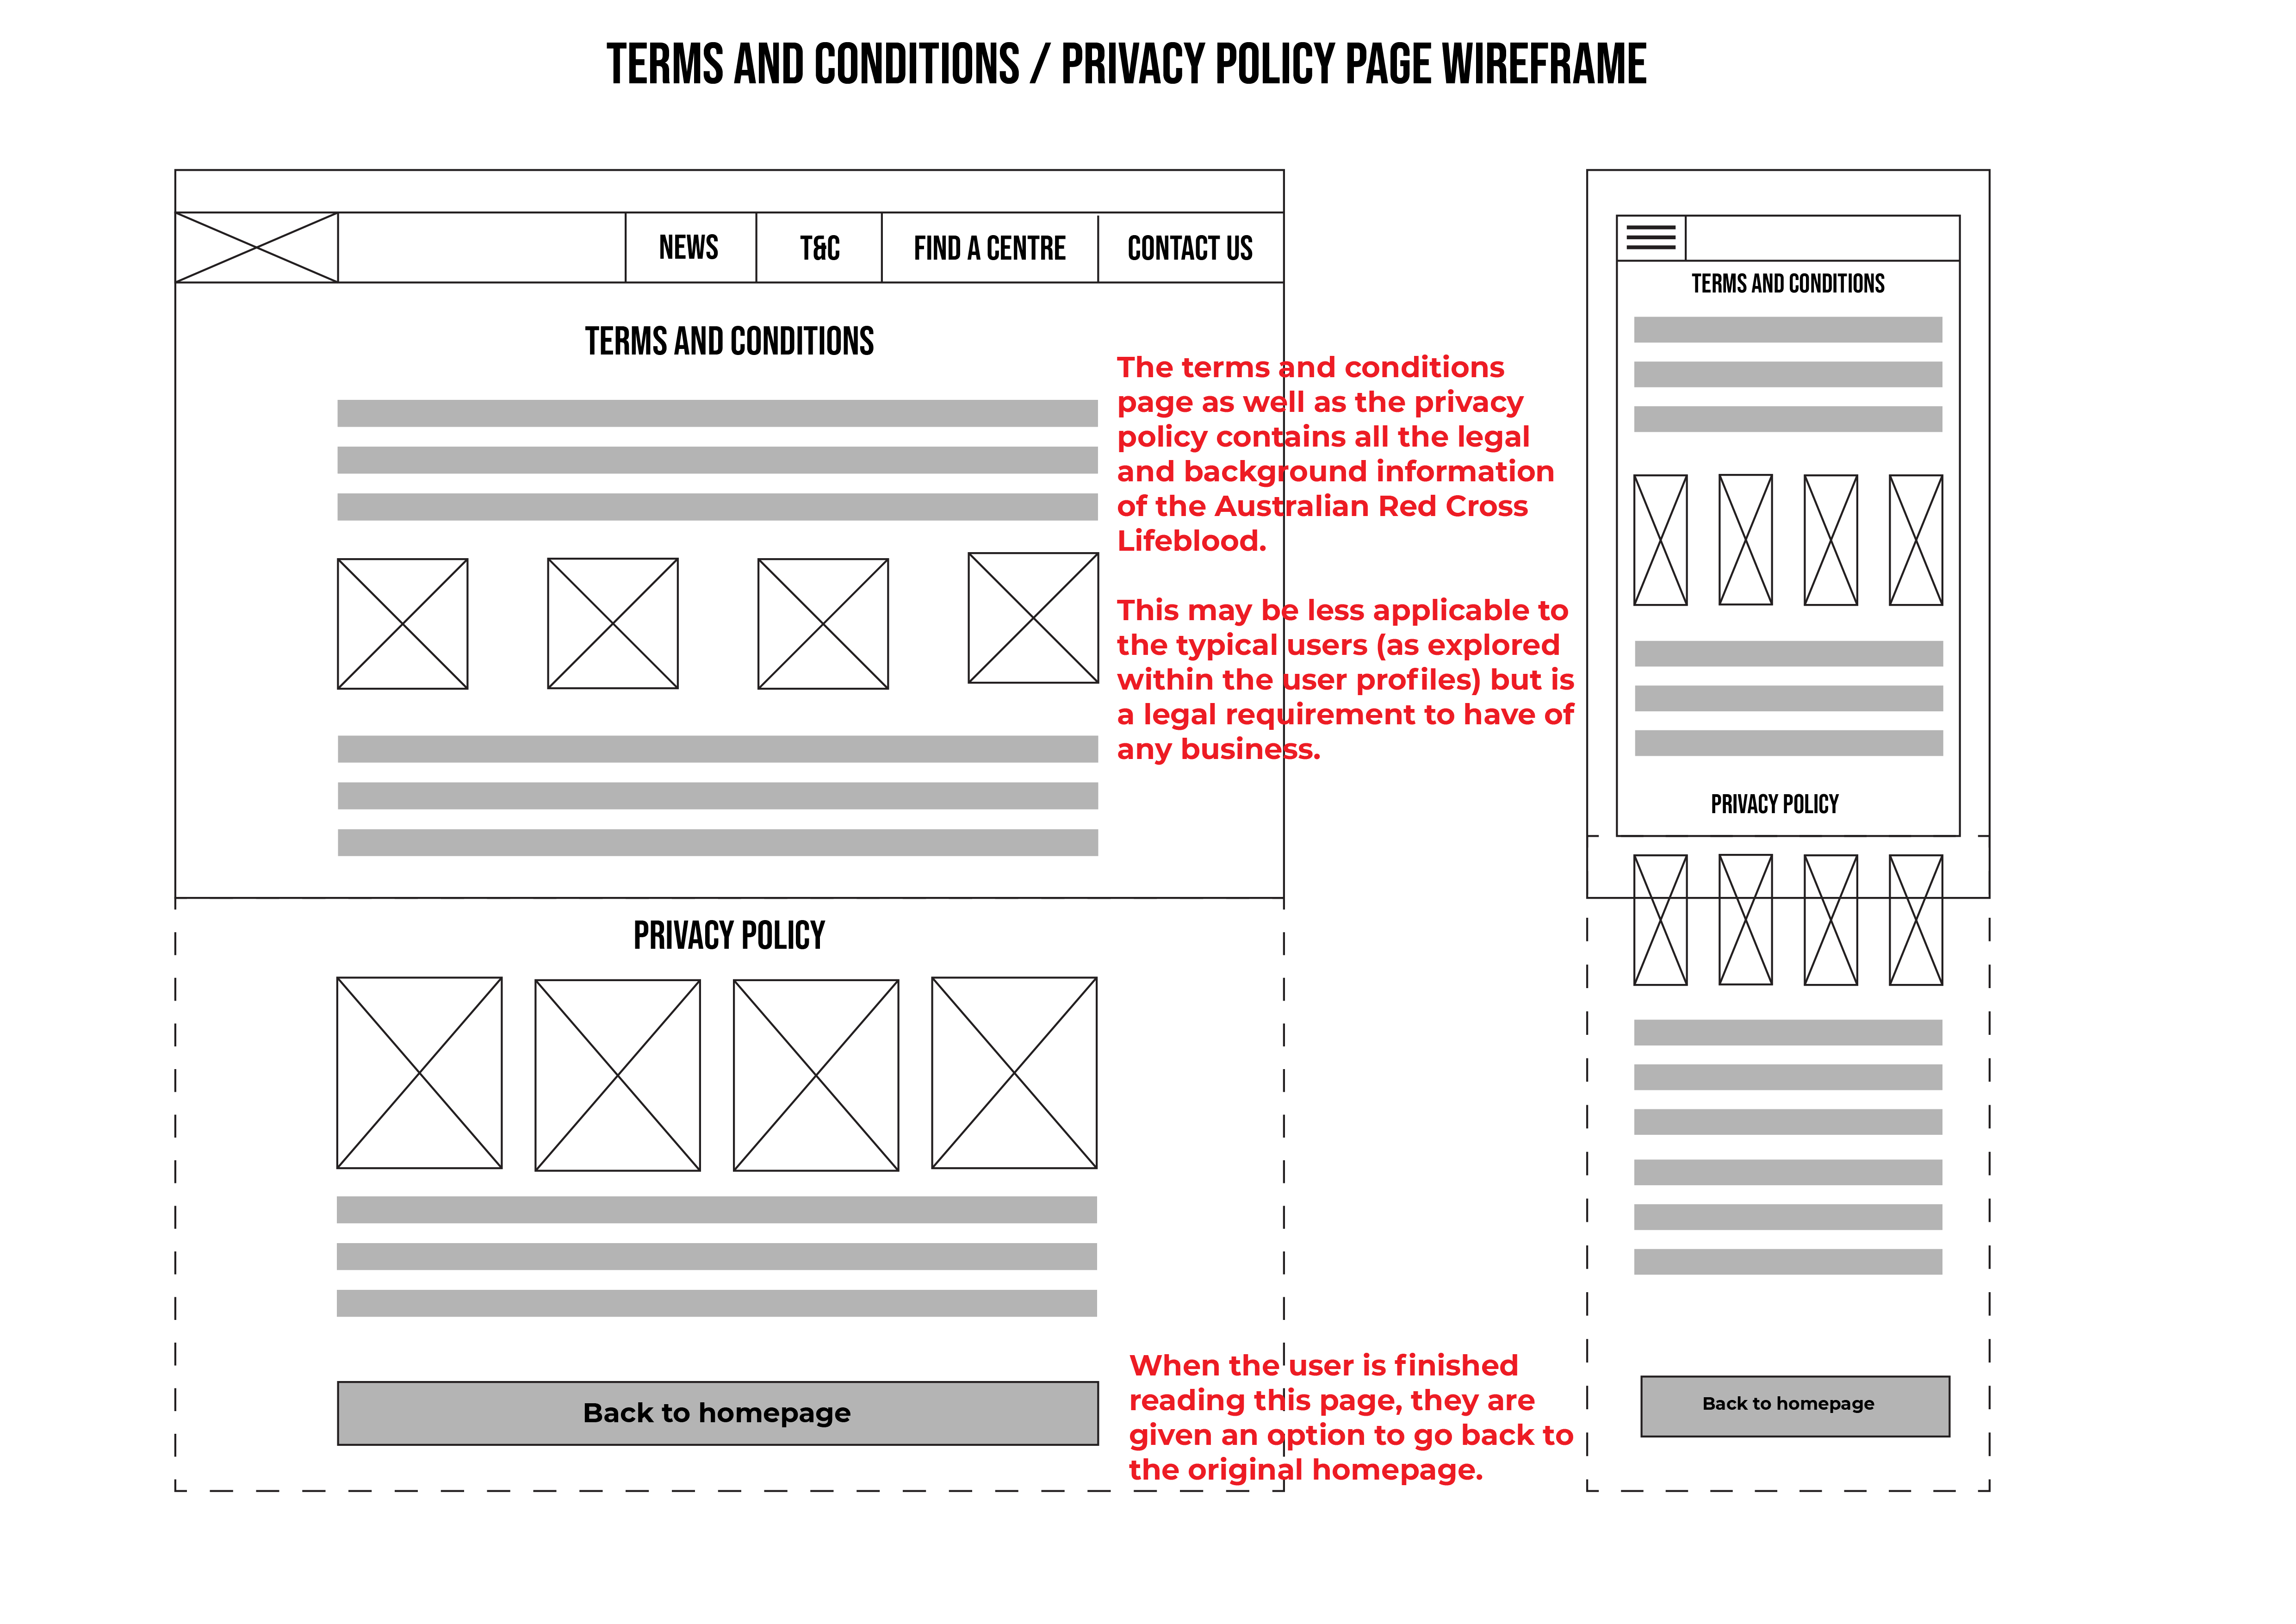 TERMS AND CONDITIONS / PRIVACY POLICY PAGE WIREFRAME
NEWS
T&C
FIND A CENTRE
CONTACT US
TERMS AND CONDITIONS
The terms and conditions
page as well as the privacy
policy contains all the legal
and background information
of the Australian Red Cross
Lifeblood.
This may be less applicable to
the typical users (as explored
within the user profiles) but is
a legal requirement to have of
any business.
PRIVACY POLICY
Back to homepage
When the user is finished
reading this page, they are
given an option to go back to
the original homepage.
TERMS AND CONDITIONS
PRIVACY POLICY
Back to homepage